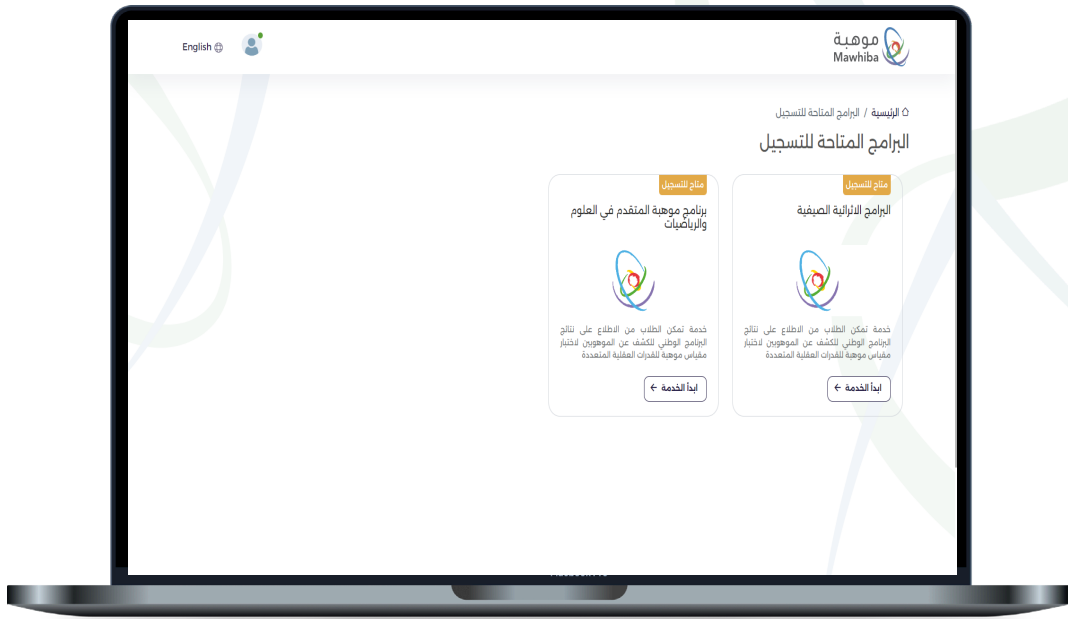 موهبة
Mawhiba
English
الرئيسية / البرامج المتاحة للتسجيل
البرامج المتاحة للتسجيل
متاح للتسجيل
البرامج الاثرائية الصيفية
خدمة تمكن الطلاب من الاطلاع على نتائج
البرنامج الوطني للكشف عن الموهوبين لاختبار
مقياس موهبة للقدرات العقلية المتعددة
ابدأ الخدمة ←
متاح للتسجيل
برنامج موهبة المتقدم في العلوم
والرياضيات
خدمة تمكن الطلاب من الاطلاع على نتائج
البرنامج الوطني للكشف عن الموهوبين لاختبار
مقياس موهبة للقدرات العقلية المتعددة
ابدأ الخدمة ←